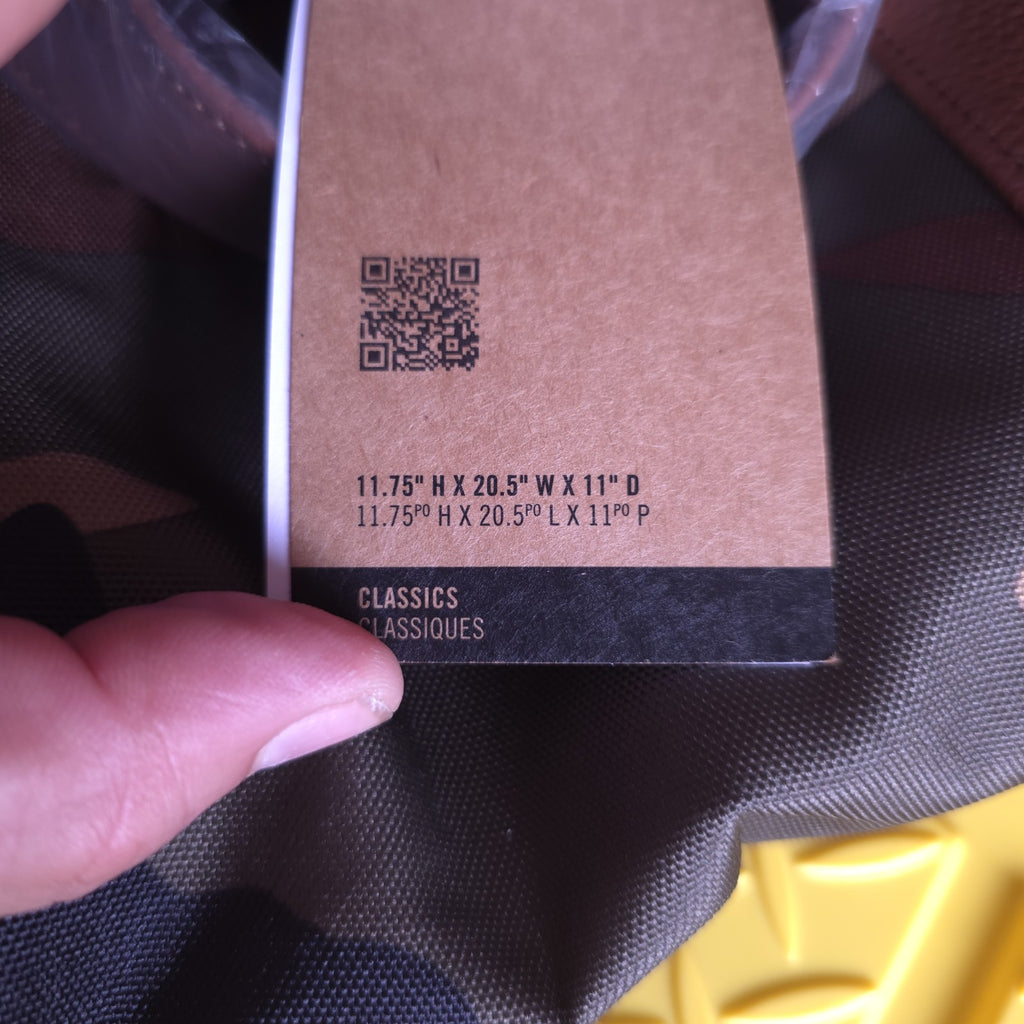 11.75" H X 20.5" W X 11" D
11.75ᴾᴼ H X 20.5ᴾᴼ L X 11ᴾᴼ P
CLASSICS
CLASSIQUES